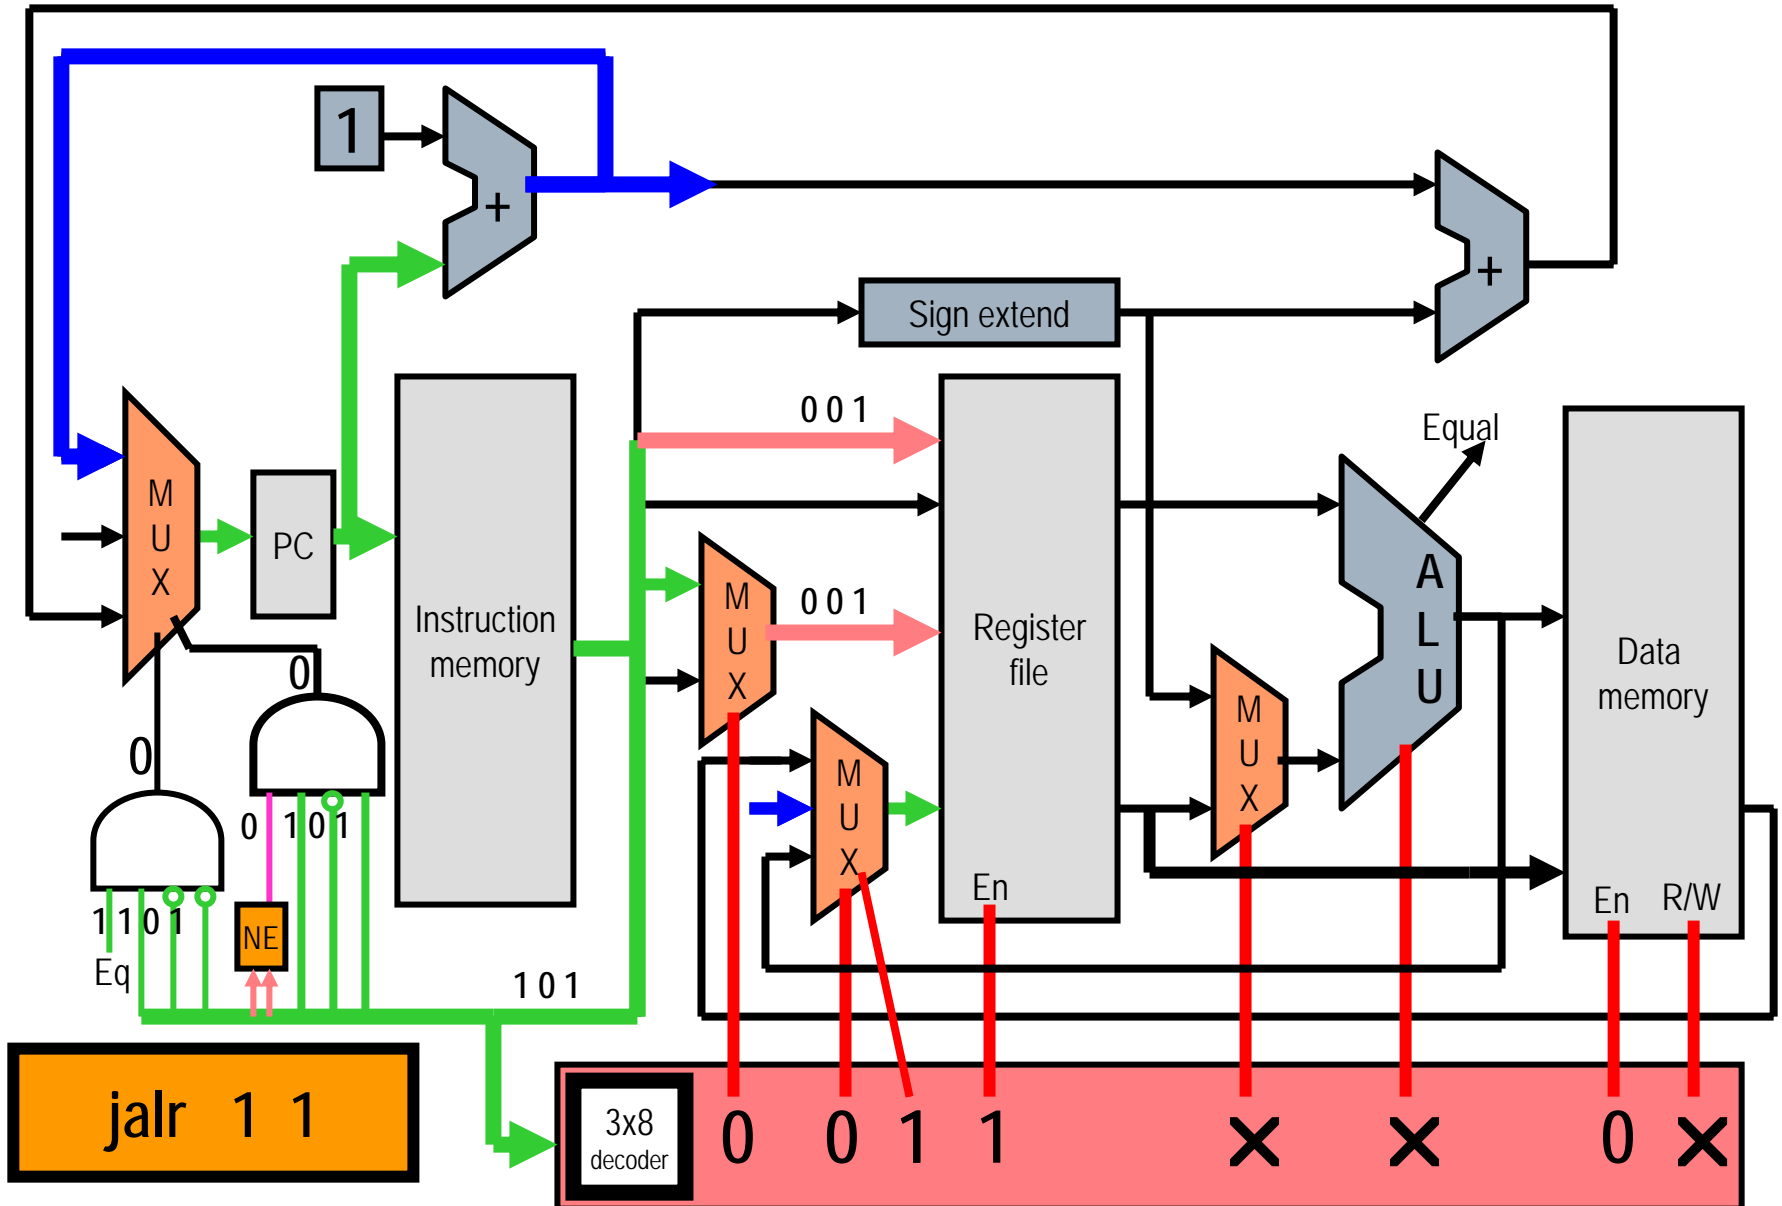 1
+
+
Sign extend
0 0 1
Equal
M
U
X
PC
Instruction
memory
M
U
X
0 0 1
Register
file
A
L
U
Data
memory
0
M
U
X
0
M
U
X
0 1 0 1
En
En R/W
1 1 0 1
NE
Eq
1 0 1
jalr 1 1
3x8
decoder
0 0 1 1 X X 0 X